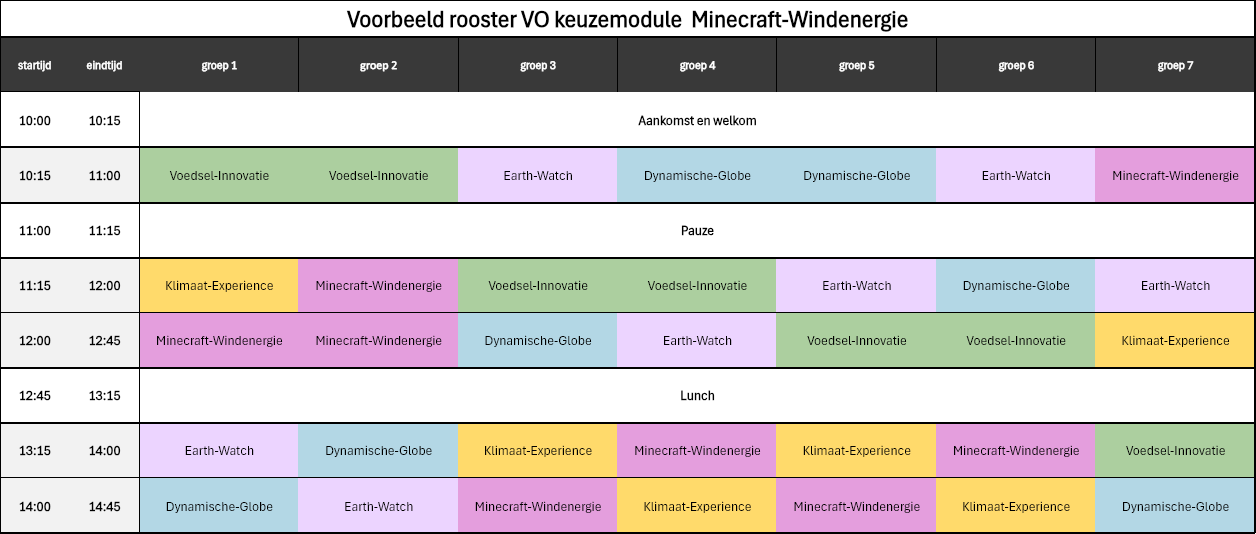 Voorbeeld rooster VO keuzemodule  Minecraft-Windenergie
startijd eindtijd groep 1 groep 2 groep 3 groep 4 groep 5 groep 6 groep 7
10:00 10:15 Aankomst en welkom
10:15 11:00 Voedsel-Innovatie Voedsel-Innovatie Earth-Watch Dynamische-Globe Dynamische-Globe Earth-Watch Minecraft-Windenergie
11:00 11:15 Pauze
11:15 12:00 Klimaat-Experience Minecraft-Windenergie Voedsel-Innovatie Voedsel-Innovatie Earth-Watch Dynamische-Globe Earth-Watch
12:00 12:45 Minecraft-Windenergie Minecraft-Windenergie Dynamische-Globe Earth-Watch Voedsel-Innovatie Voedsel-Innovatie Klimaat-Experience
12:45 13:15 Lunch
13:15 14:00 Earth-Watch Dynamische-Globe Klimaat-Experience Minecraft-Windenergie Klimaat-Experience Minecraft-Windenergie Voedsel-Innovatie
14:00 14:45 Dynamische-Globe Earth-Watch Minecraft-Windenergie Klimaat-Experience Minecraft-Windenergie Klimaat-Experience Dynamische-Globe